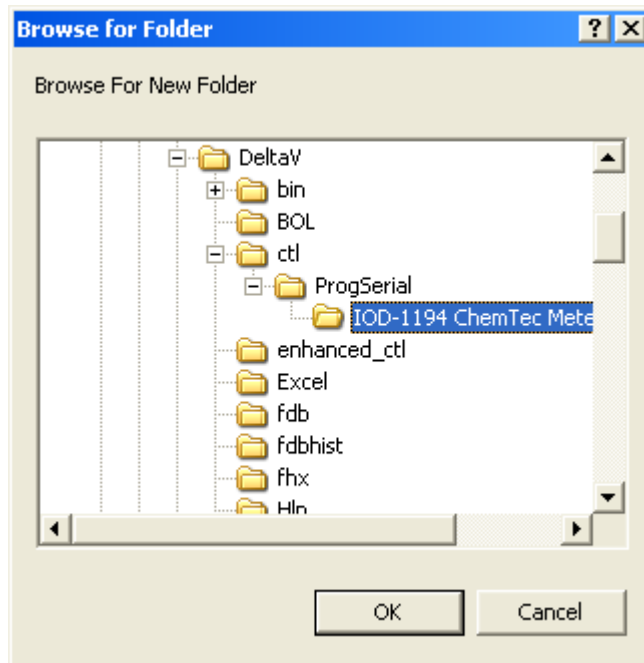 Browse for Folder
Browse For New Folder
DeltaV
bin
BOL
ctl
ProgSerial
IOD-1194 ChemTec Mete
enhanced_ctl
Excel
fdb
fdbhist
fhx
Hln
OK
Cancel